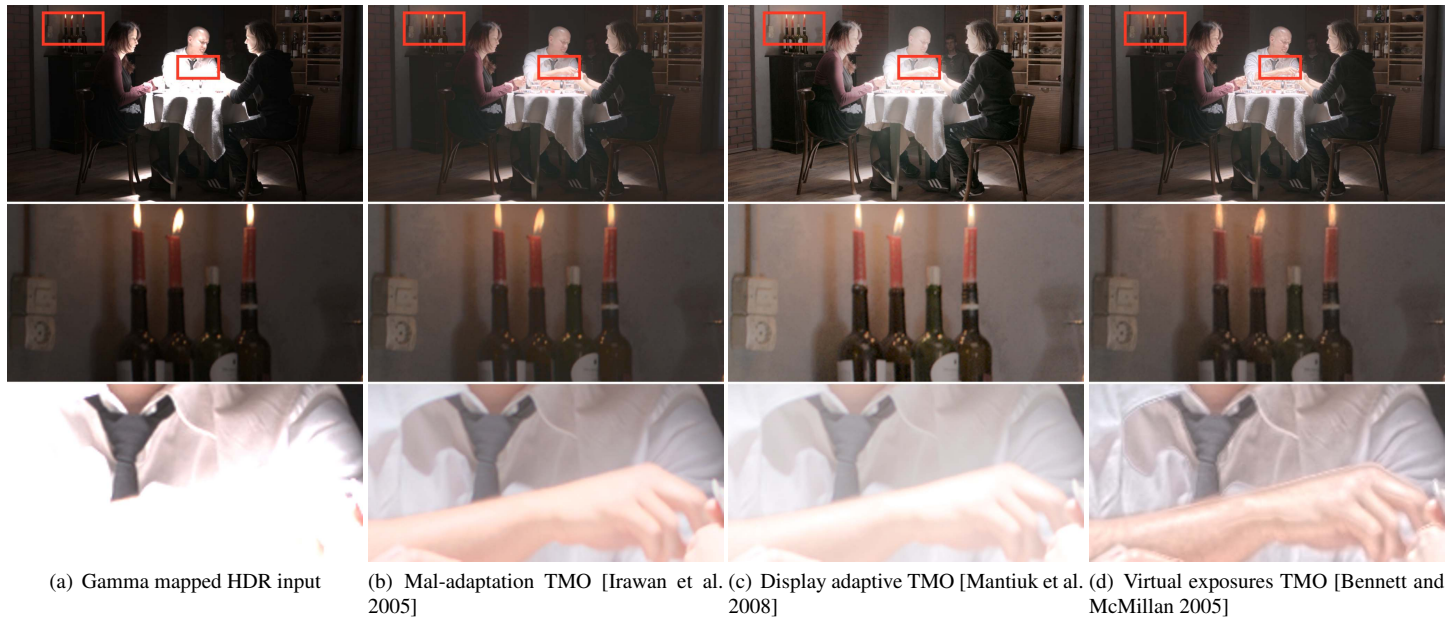 (a) Gamma mapped HDR input
(b) Mal-adaptation TMO [Irawan et al. 2005]
(c) Display adaptive TMO [Mantiuk et al. 2008]
(d) Virtual exposures TMO [Bennett and McMillan 2005]